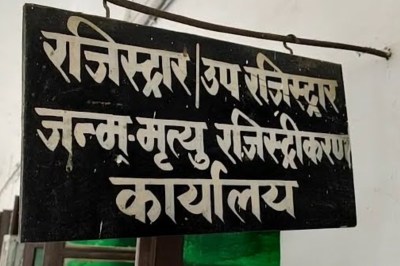 रजिस्ट्रार/उप रजिस्ट्रार
जन्म-मृत्यु रजिस्ट्रीकरण
कार्यालय